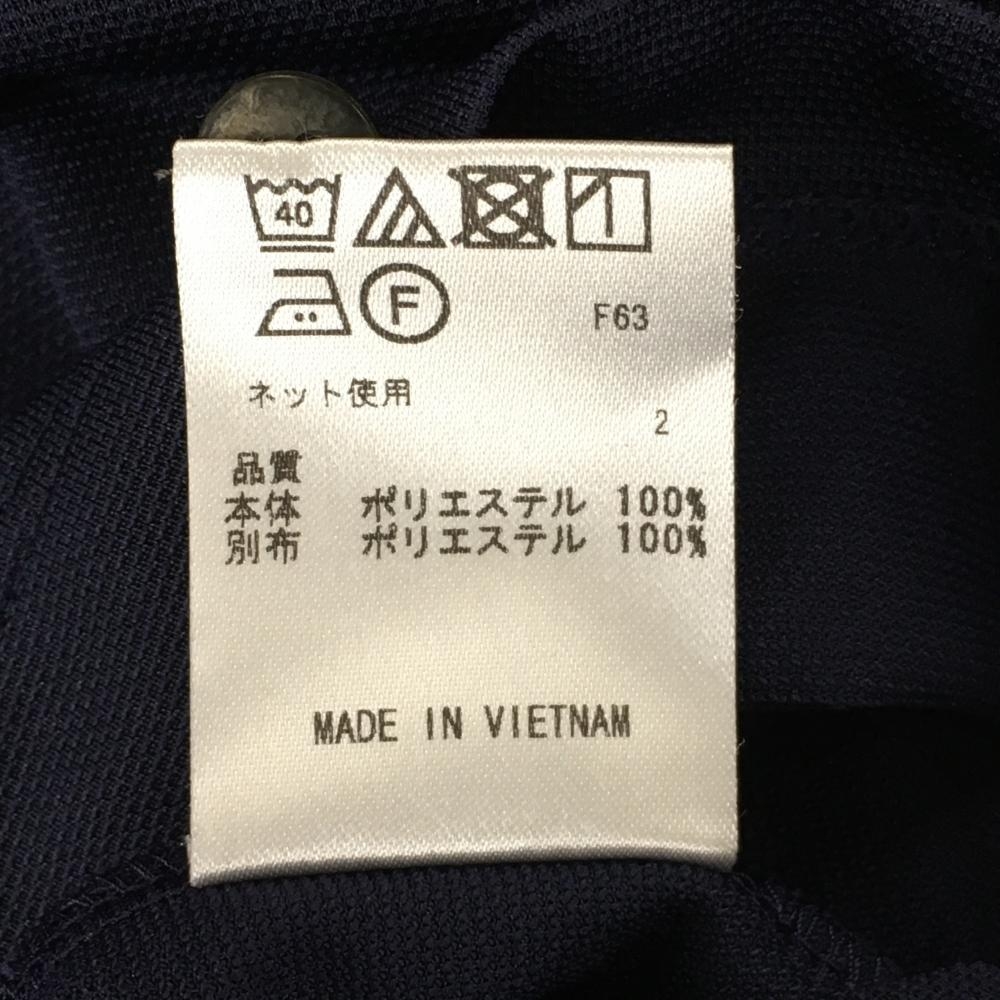 40
F F63
ネット使用
2
品質
本体 ポリエステル 100%
別布 ポリエステル 100%
MADE IN VIETNAM